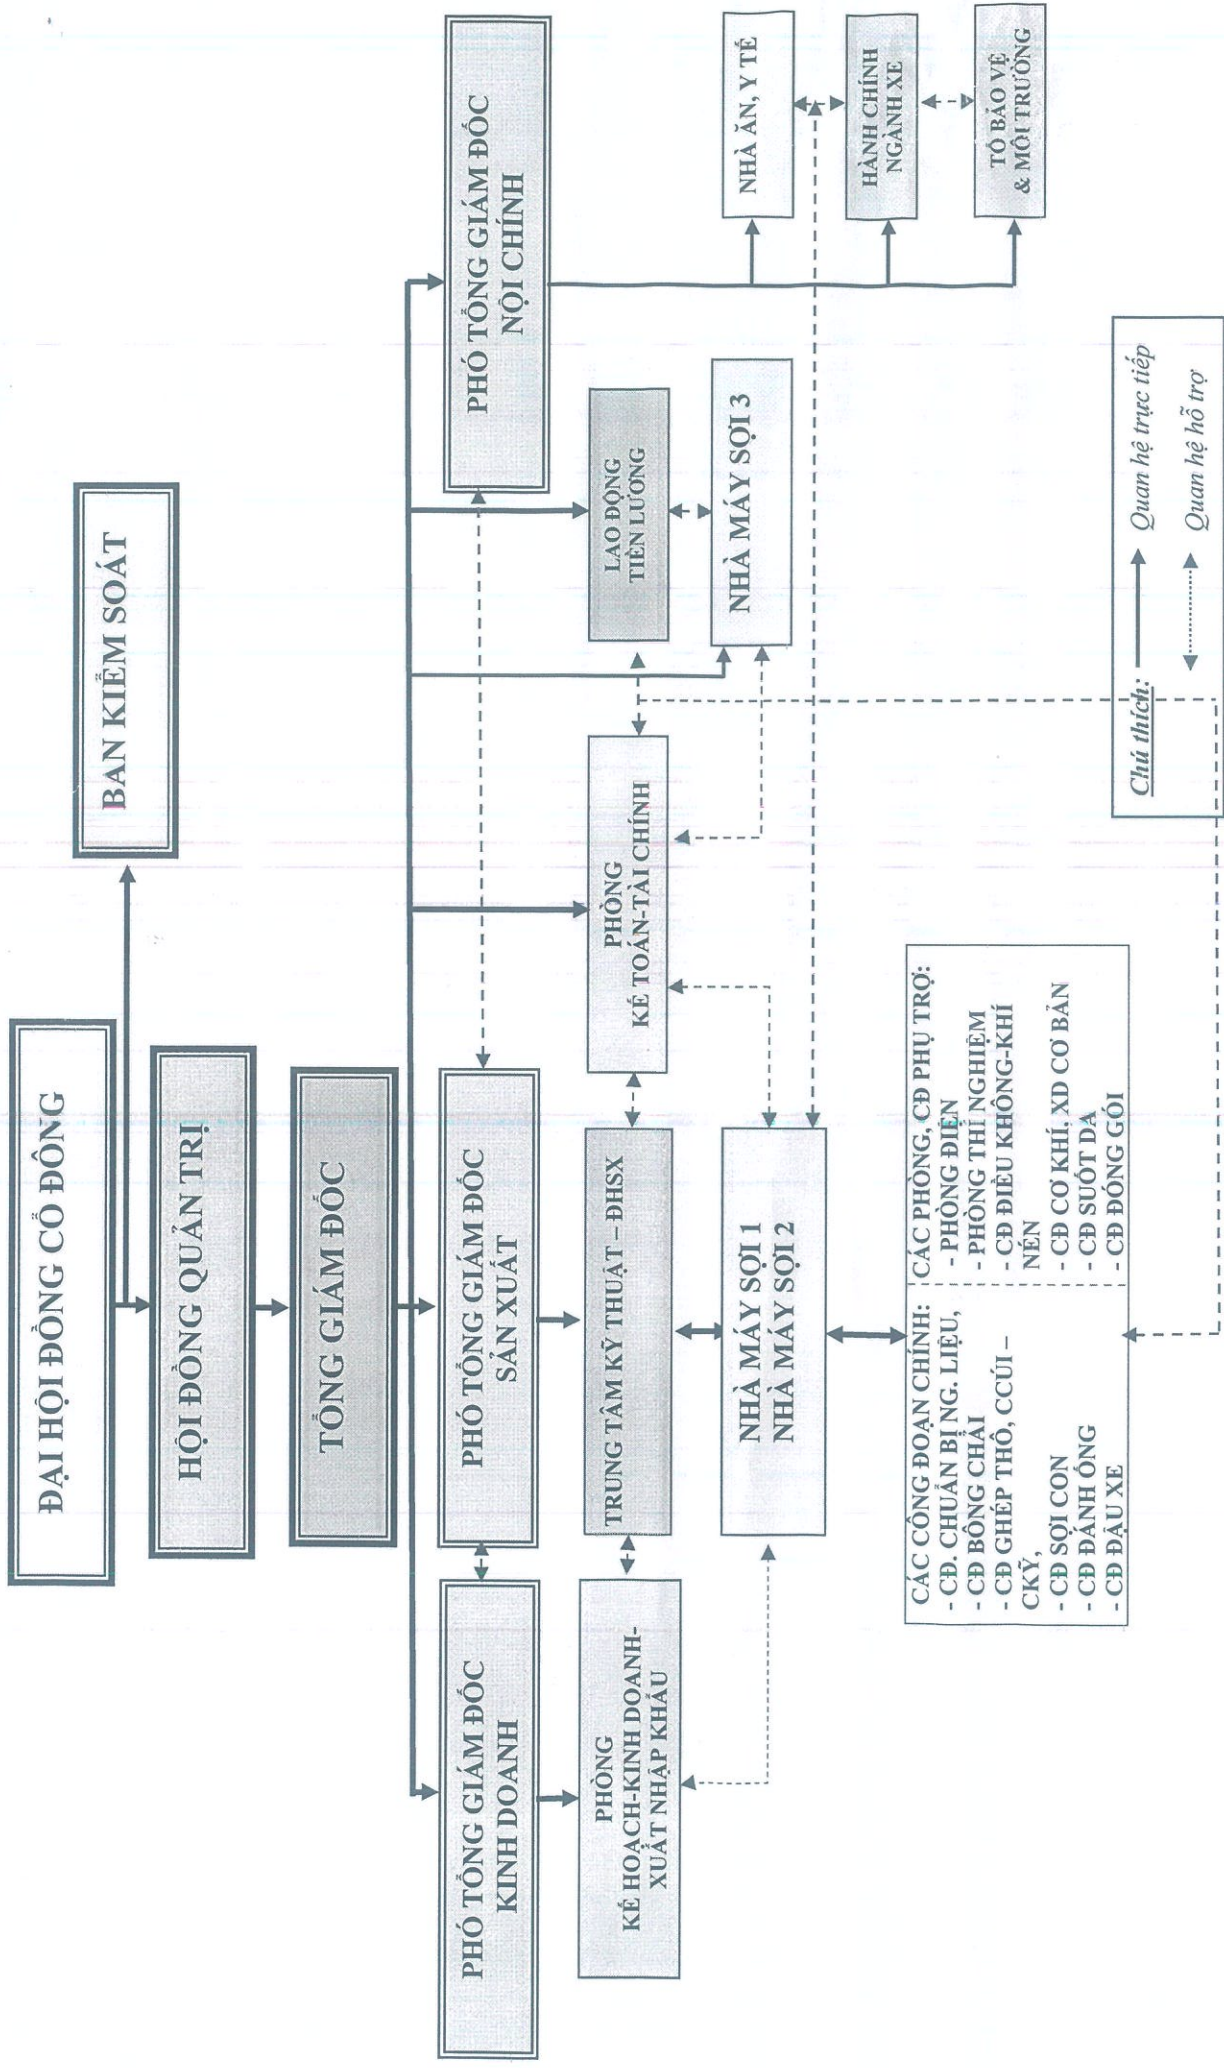 ĐẠI HỘI ĐỒNG CỔ ĐÔNG
BAN KIỂM SOÁT
HỘI ĐỒNG QUẢN TRỊ
TỔNG GIÁM ĐỐC
PHÓ TỔNG GIÁM ĐỐC
KINH DOANH
PHÓ TỔNG GIÁM ĐỐC
SẢN XUẤT
PHÓ TỔNG GIÁM ĐỐC
NỘI CHÍNH
PHÒNG
KẾ HOẠCH-KINH DOANH-
XUẤT NHẬP KHẨU
TRUNG TÂM KỸ THUẬT – ĐHSX
PHÒNG
KẾ TOÁN-TÀI CHÍNH
LAO ĐỘNG
TIỀN LƯƠNG
NHÀ MÁY SỢI 1
NHÀ MÁY SỢI 2
NHÀ MÁY SỢI 3
NHÀ ĂN, Y TẾ
HÀNH CHÍNH
NGÀNH XE
TỔ BẢO VỆ
& MÔI TRƯỜNG
CÁC CÔNG ĐOẠN CHÍNH:
- CĐ. CHUẨN BỊ NG. LIỆU,
- CĐ BÔNG CHẢI
- CĐ GHÉP THÔ, CCÚI –
CKỸ,
- CĐ SỢI CON
- CĐ ĐÁNH ỐNG
- CĐ ĐẬU XE
CÁC PHÒNG, CĐ PHỤ TRỢ:
- PHÒNG ĐIỆN
- PHÒNG THÍ NGHIỆM
- CĐ ĐIỀU KHÔNG-KHÍ
NÉN
- CĐ CƠ KHÍ, XD CƠ BẢN
- CĐ SUỐT DA
- CĐ ĐÓNG GÓI
Chú thích:
Quan hệ trực tiếp
Quan hệ hỗ trợ